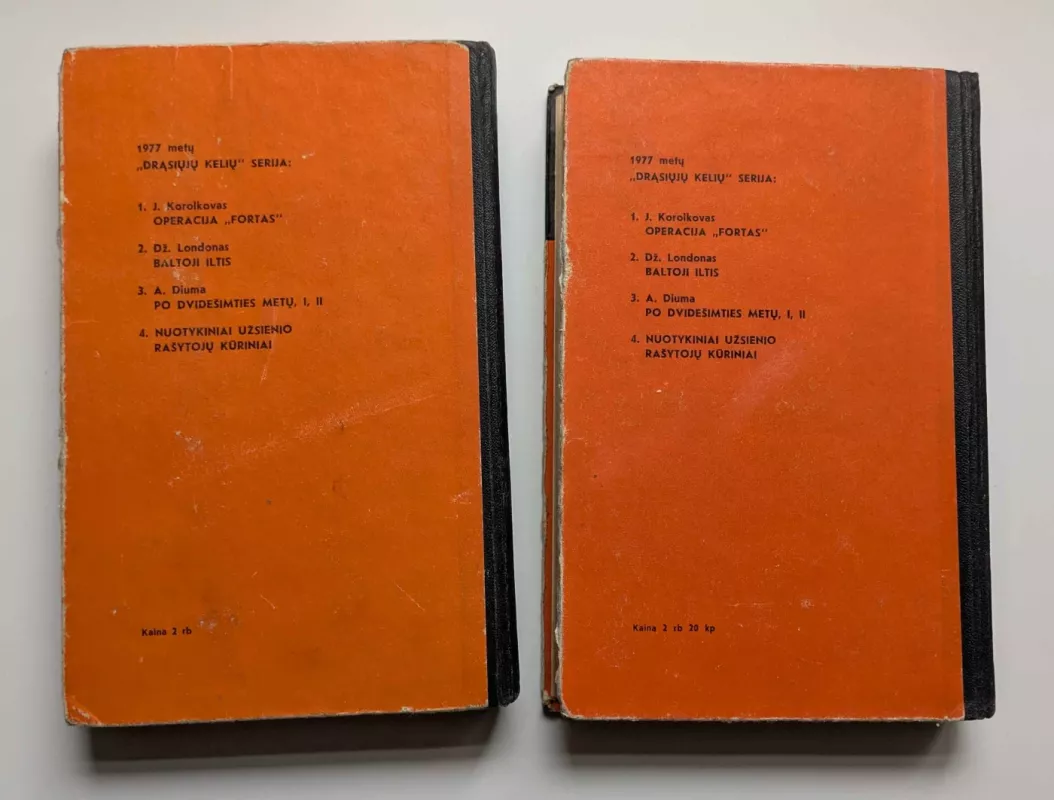 1977 metų
„DRĄSIŲJŲ KELIŲ“ SERIJA:
1. J. Korolkovas
OPERACIJA „FORTAS“
2. Dž. Londonas
BALTOJI ILTIS
3. A. Diuma
PO DVIDEŠIMTIES METŲ, I, II
4. NUOTYKINIAI UŽSIENIO
RAŠYTOJŲ KŪRINIAI
Kaina 2 rb
1977 metų
„DRĄSIŲJŲ KELIŲ“ SERIJA:
1. J. Korolkovas
OPERACIJA „FORTAS“
2. Dž. Londonas
BALTOJI ILTIS
3. A. Diuma
PO DVIDEŠIMTIES METŲ, I, II
4. NUOTYKINIAI UŽSIENIO
RAŠYTOJŲ KŪRINIAI
Kaina 2 rb 20 kp